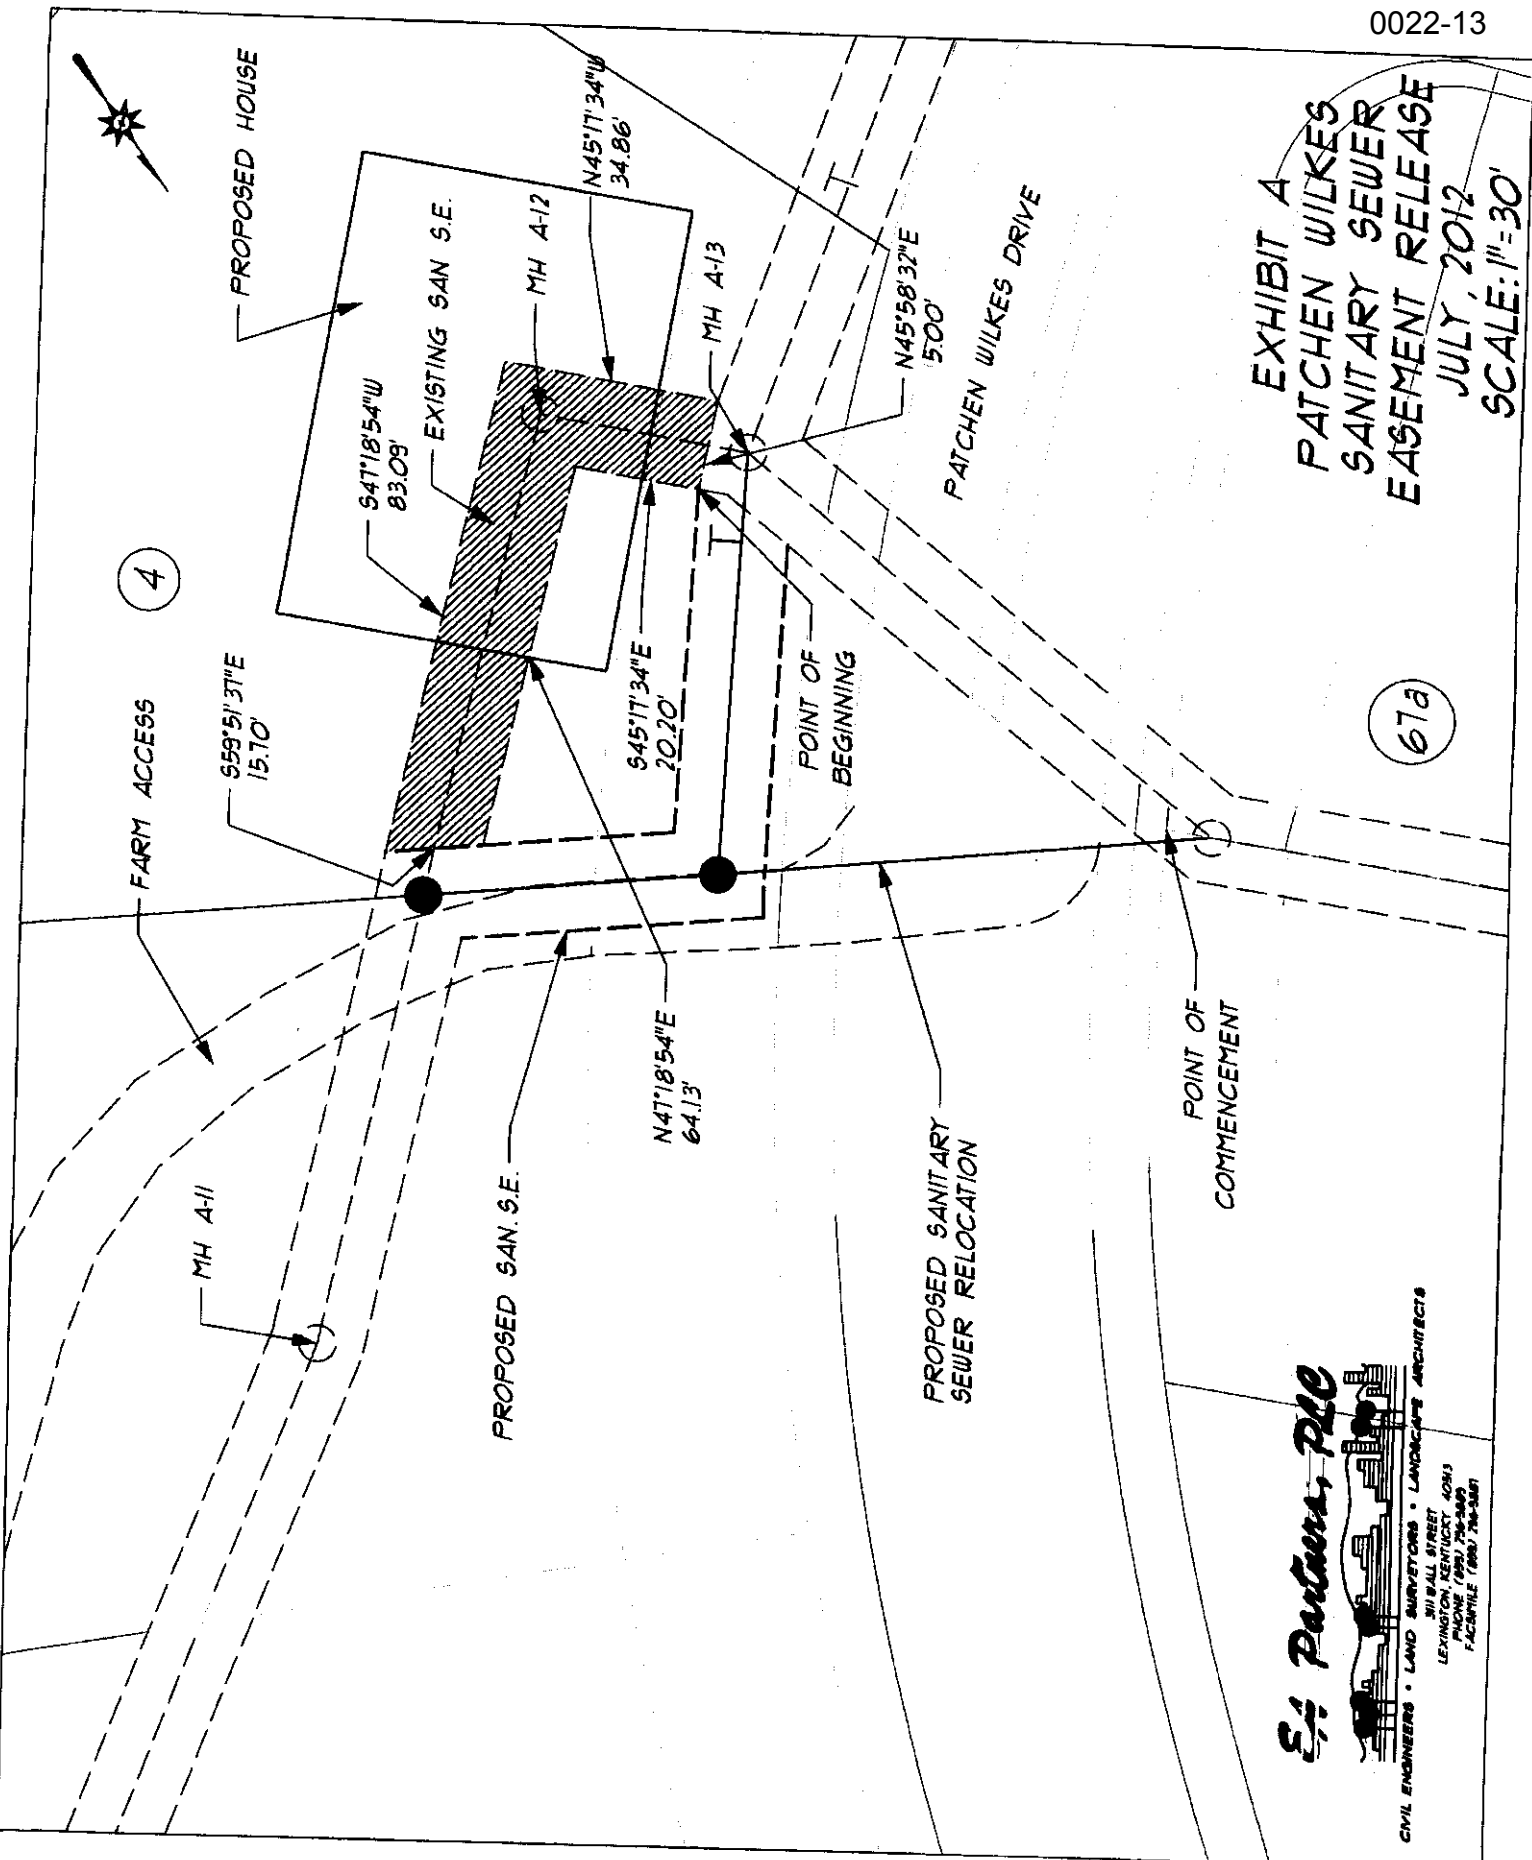 0022-13
PROPOSED HOUSE
N45°17'34"W
34.86'
EXISTING SAN S.E.
MH A-12
S47°18'54"W
83.09'
MH A-13
N45°58'32"E
5.00'
PATCHEN WILKES DRIVE
4
FARM ACCESS
S59°51'37"E
15.70'
S45°17'34"E
20.20'
POINT OF
BEGINNING
67a
N47°18'54"E
64.13'
MH A-11
PROPOSED SAN. S.E.
PROPOSED SANITARY
SEWER RELOCATION
POINT OF
COMMENCEMENT
EXHIBIT A
PATCHEN WILKES
SANITARY SEWER
EASEMENT RELEASE
JULY, 2012
SCALE: 1"=30'
EA Partners, PLC
CIVIL ENGINEERS • LAND SURVEYORS • LANDSCAPE ARCHITECTS
LEXINGTON, KENTUCKY